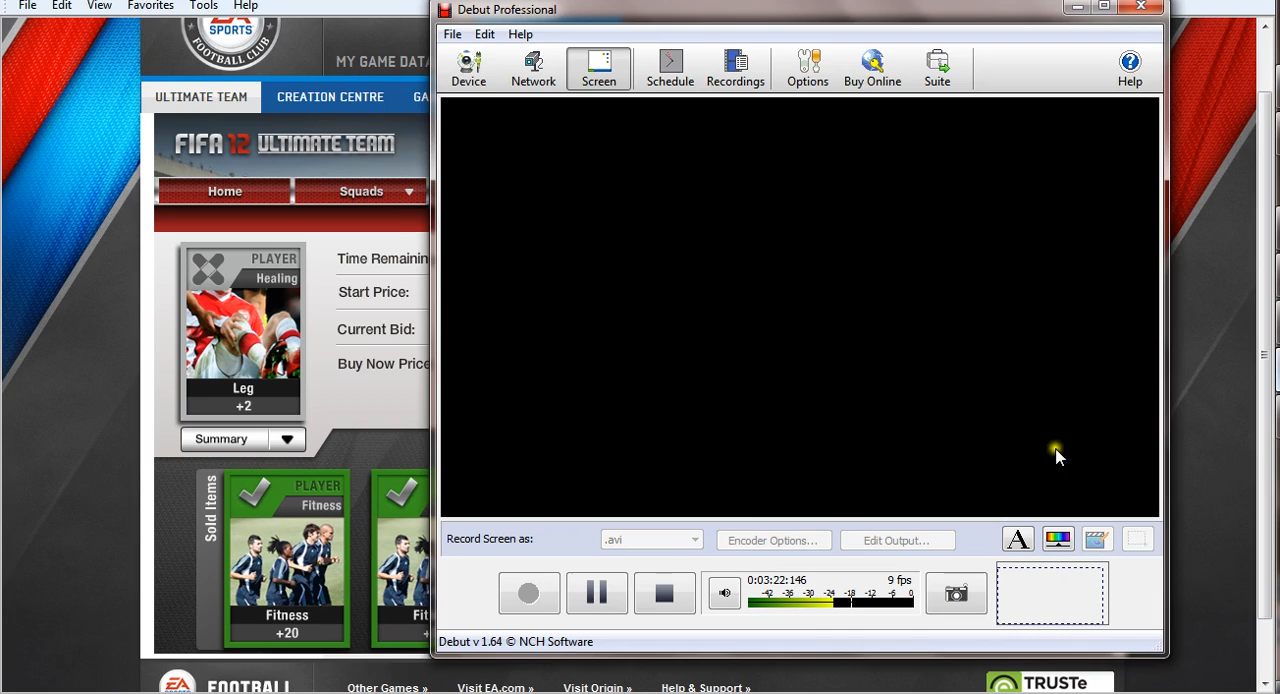 File Edit View Favorites Tools Help
Debut Professional
File Edit Help
Device Network Screen Schedule Recordings Options Buy Online Suite Help
EA
SPORTS
FOOTBALL CLUB
MY GAME DATA
ULTIMATE TEAM CREATION CENTRE GA
FIFA 12 ULTIMATE TEAM
Home Squads
PLAYER
Healing
Leg
+2
Summary
Time Remainin
Start Price:
Current Bid:
Buy Now Price
Sold Items
PLAYER
Fitness
Fitness
+20
Fit
+
Record Screen as: .avi Encoder Options... Edit Output... A
0:03:22:146 9 fps
-42 -36 -30 -24 -18 -12 -6 0
Debut v 1.64 © NCH Software
EA
FOOTBALL
Other Games » Visit EA.com » Visit Origin » Help & Support »
TRUSTe